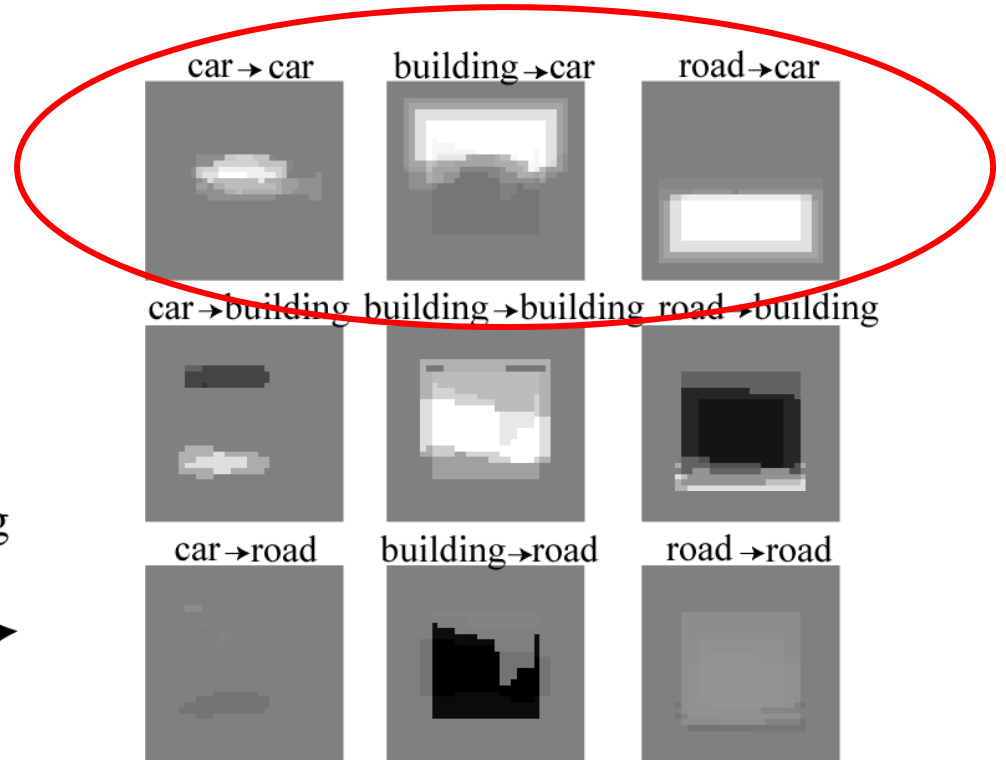 car → car building → car road → car
car → building building → building road → building
g
car → road building → road road → road